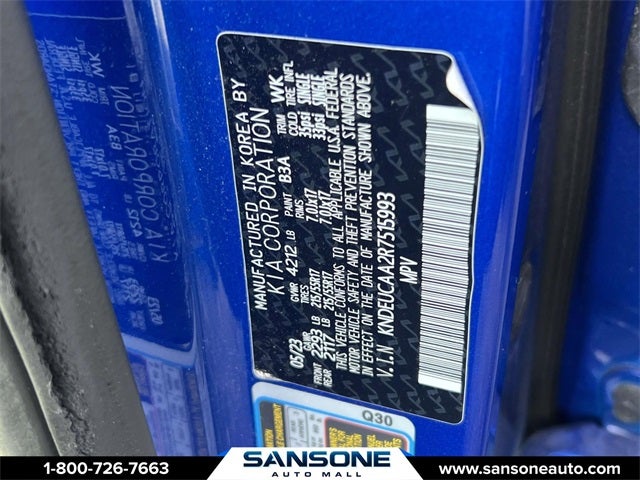 MANUFACTURED IN KOREA BY
KIA CORPORATION
05/23 GVWR 4212 LB PAINT B3A TRIM WK
GAWR TIRES RIMS COLD TIRE INFL
FRONT 2293 LB 215/55R17 7.0Jx17 35psi SINGLE
REAR 2117 LB 215/55R17 7.0Jx17 33psi SINGLE
THIS VEHICLE CONFORMS TO ALL APPLICABLE U.S.A. FEDERAL
MOTOR VEHICLE SAFETY AND THEFT PREVENTION STANDARDS
IN EFFECT ON THE DATE OF MANUFACTURE SHOWN ABOVE.
V.I.N KNDEUCAA2R7515993
MPV
Q30
1-800-726-7663
SANSONE
AUTO MALL
www.sansoneauto.com